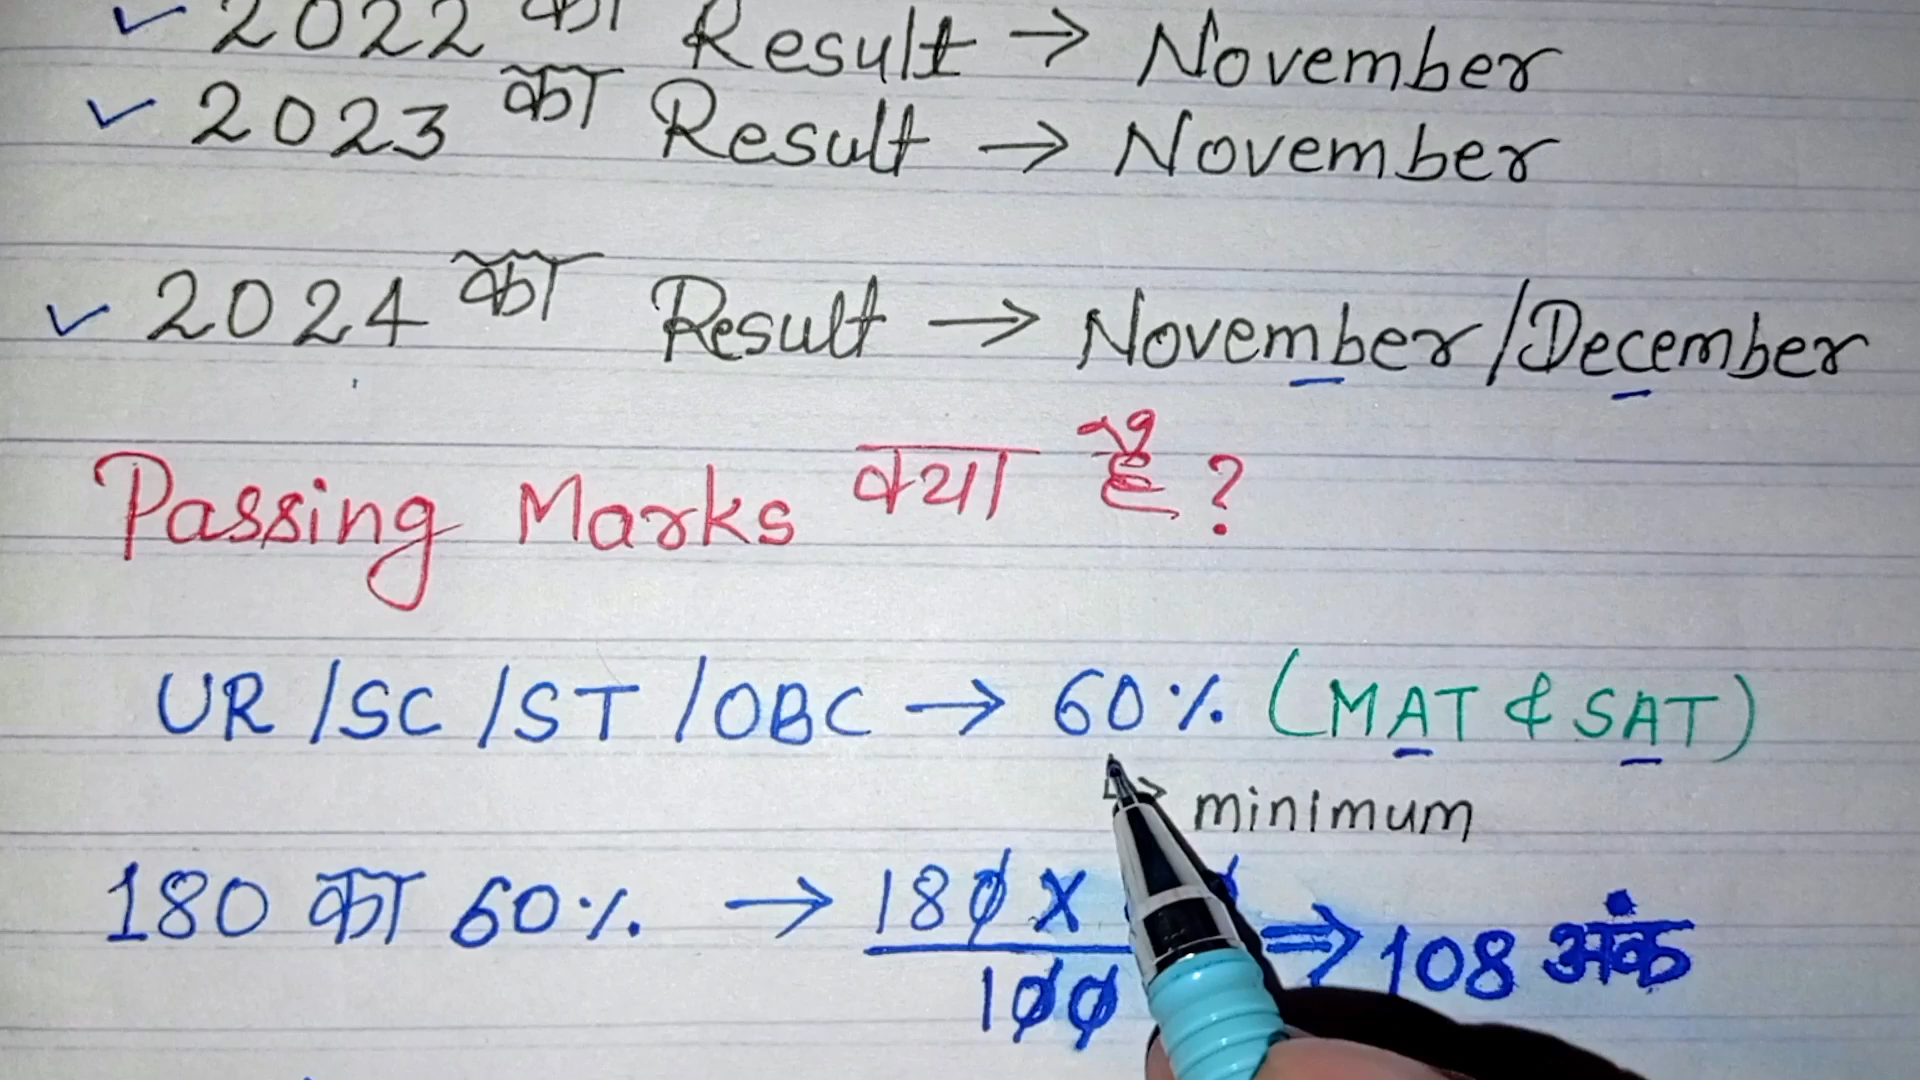 2022 का Result → November
2023 का Result → November
2024 का Result → November/December
Passing Marks क्या है?
UR/SC/ST/OBC → 60% (MAT & SAT)
→ minimum
180 का 60% → 180 x
100
⇒ 108 अंक